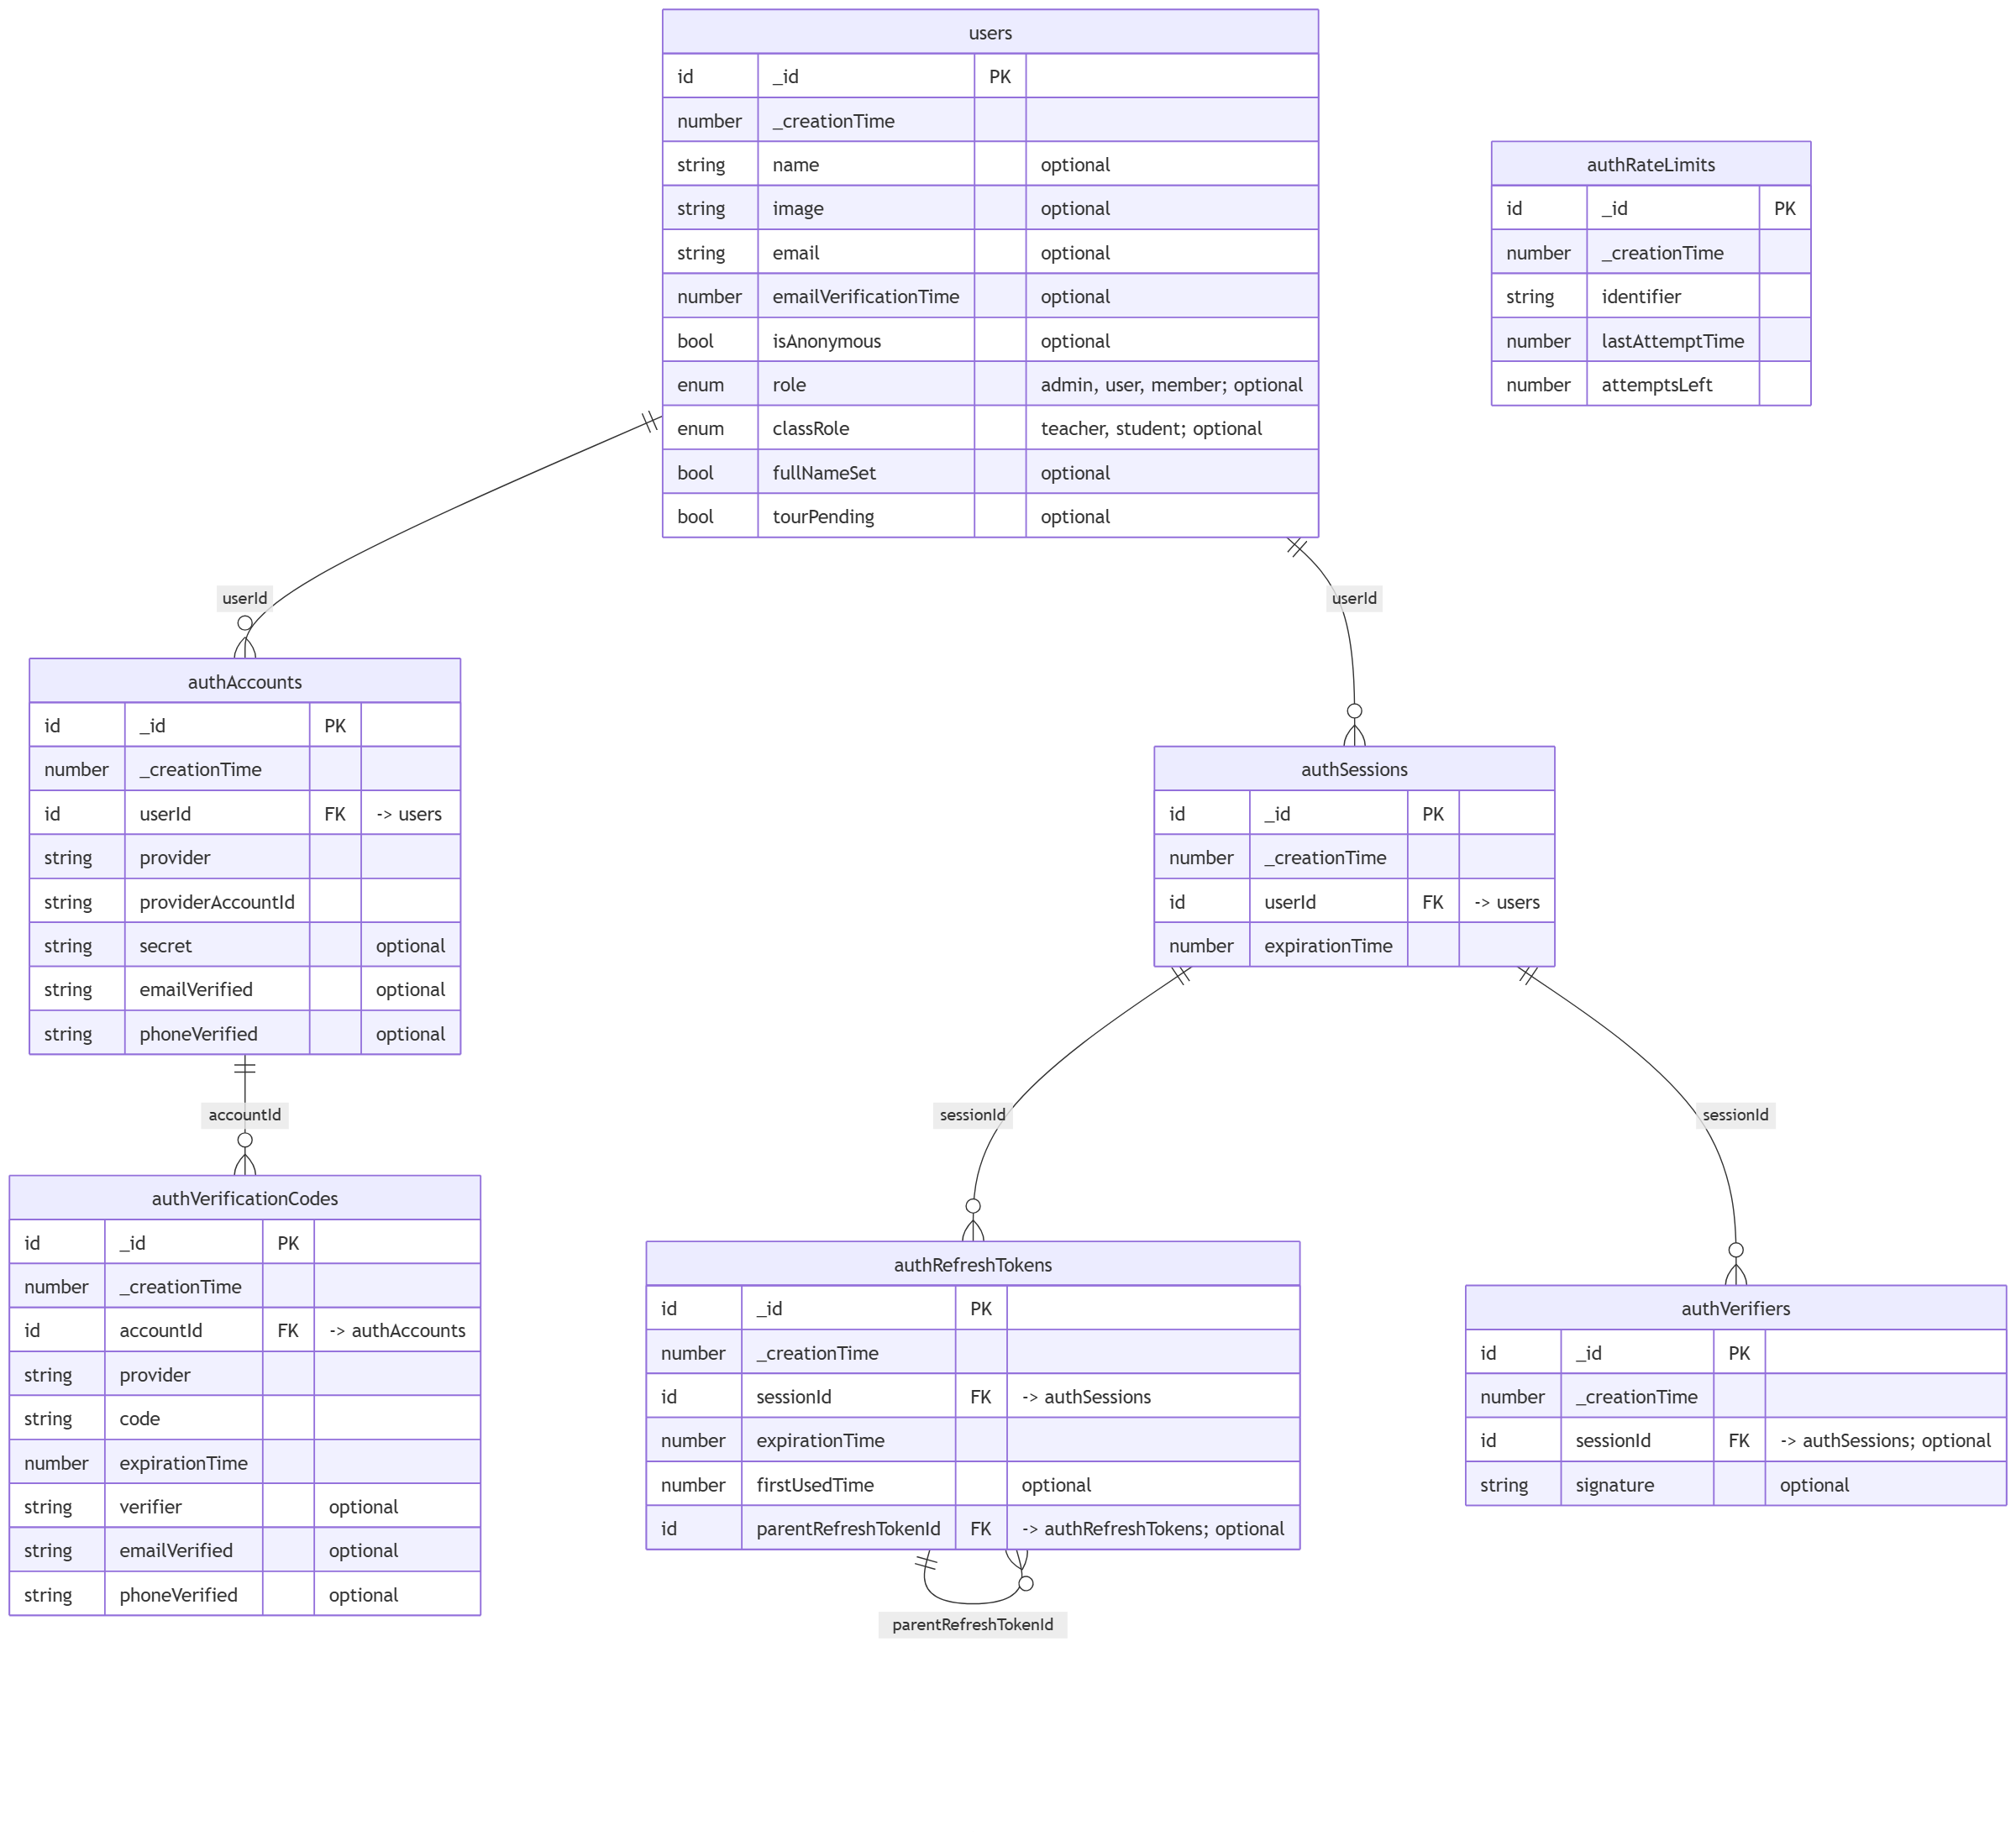 users
id _id PK
number _creationTime
string name optional
string image optional
string email optional
number emailVerificationTime optional
bool isAnonymous optional
enum role admin, user, member; optional
enum classRole teacher, student; optional
bool fullNameSet optional
bool tourPending optional
authRateLimits
id _id PK
number _creationTime
string identifier
number lastAttemptTime
number attemptsLeft
userId
userId
authAccounts
id _id PK
number _creationTime
id userId FK -> users
string provider
string providerAccountId
string secret optional
string emailVerified optional
string phoneVerified optional
authSessions
id _id PK
number _creationTime
id userId FK -> users
number expirationTime
accountId
sessionId
sessionId
authVerificationCodes
id _id PK
number _creationTime
id accountId FK -> authAccounts
string provider
string code
number expirationTime
string verifier optional
string emailVerified optional
string phoneVerified optional
authRefreshTokens
id _id PK
number _creationTime
id sessionId FK -> authSessions
number expirationTime
number firstUsedTime optional
id parentRefreshTokenId FK -> authRefreshTokens; optional
parentRefreshTokenId
authVerifiers
id _id PK
number _creationTime
id sessionId FK -> authSessions; optional
string signature optional